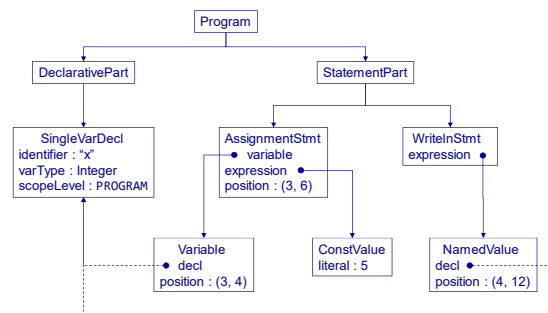 Program
DeclarativePart
StatementPart
SingleVarDecl
identifier : “x”
varType : Integer
scopeLevel : PROGRAM
AssignmentStmt
variable
expression
position : (3, 6)
WritelnStmt
expression
Variable
decl
position : (3, 4)
ConstValue
literal : 5
NamedValue
decl
position : (4, 12)